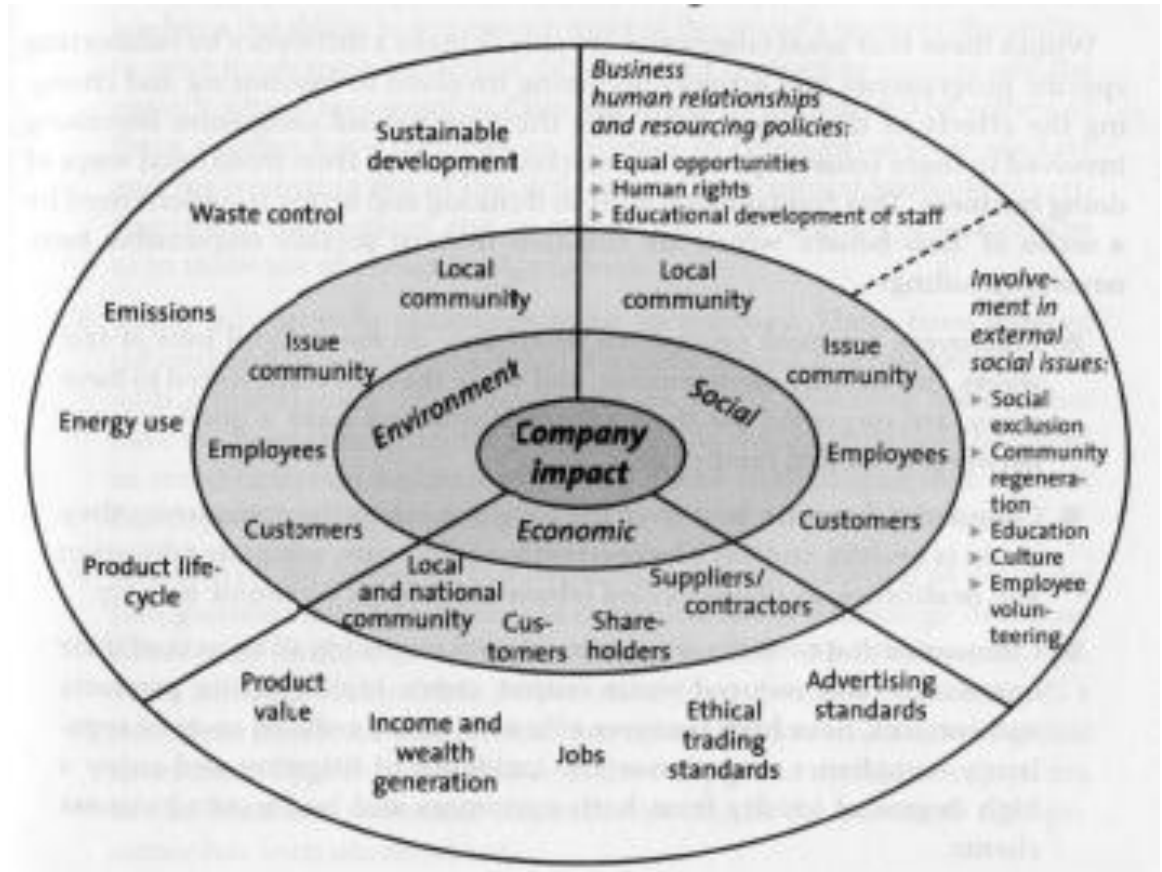 Business
human relationships
and resourcing policies:
▸ Equal opportunities
▸ Human rights
▸ Educational development of staff
Sustainable
development
Waste control
Emissions
Energy use
Product life-
cycle
Local
community
Issue
community
Employees
Customers
Environment
Local
community
Issue
community
Employees
Customers
Social
Involve-
ment in
external
social issues:
▸ Social
exclusion
▸ Community
regenera-
tion
▸ Education
▸ Culture
▸ Employee
volun-
teering
Company
impact
Economic
Local
and national
community
Cus-
tomers
Share-
holders
Suppliers/
contractors
Product
value
Income and
wealth
generation
Jobs
Ethical
trading
standards
Advertising
standards